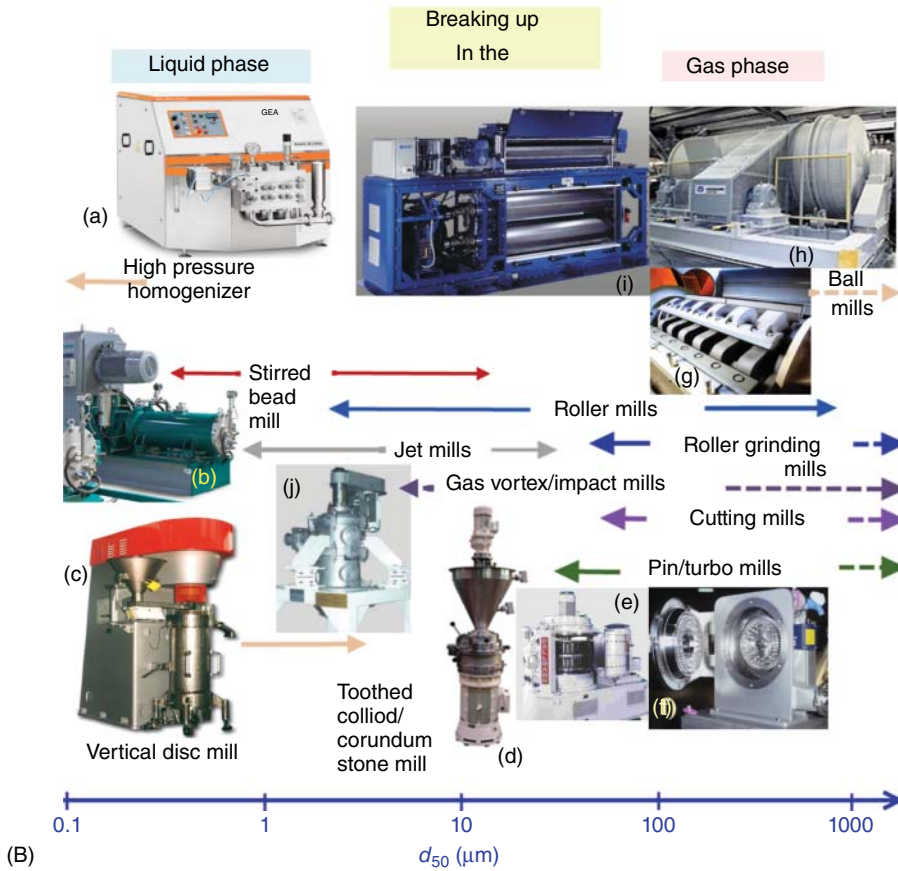 Breaking up
In the
Liquid phase
Gas phase
GEA
(a)
(i)
(h)
High pressure
homogenizer
Ball
mills
(g)
Stirred
bead
mill
Roller mills
Jet mills
Roller grinding
mills
(b)
(j)
Gas vortex/impact mills
Cutting mills
(c)
Pin/turbo mills
(e)
(f)
Toothed
colliod/
corundum
stone mill
(d)
Vertical disc mill
0.1 1 10 100 1000
(B)
d50 (μm)